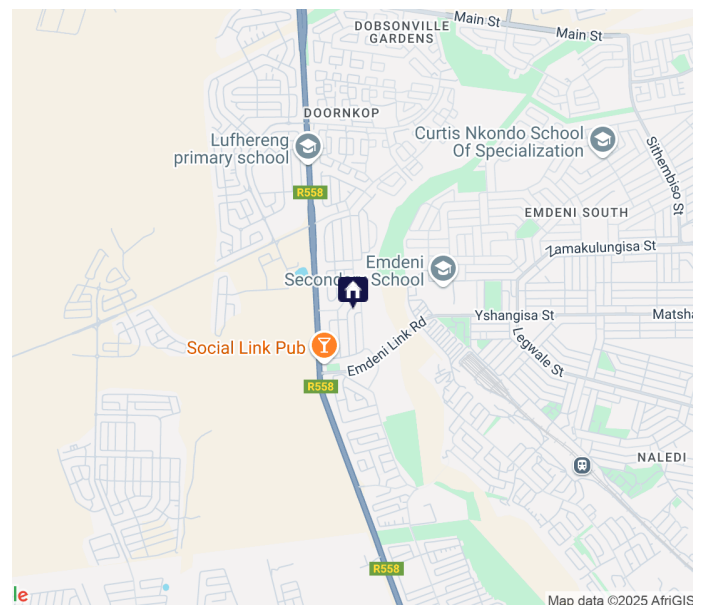 DOBSONVILLE
GARDENS
Main St
Main St
DOORNKOP
Lufhereng
primary school
Curtis Nkondo School
Of Specialization
Sithembiso St
R558
EMDENI SOUTH
Zamakulungisa St
Emdeni
School
Yshangisa St
Legwale St
Social Link Pub
Emdeni Link Rd
R558
NALEDI
R558
le
Map data ©2025 AfriGIS